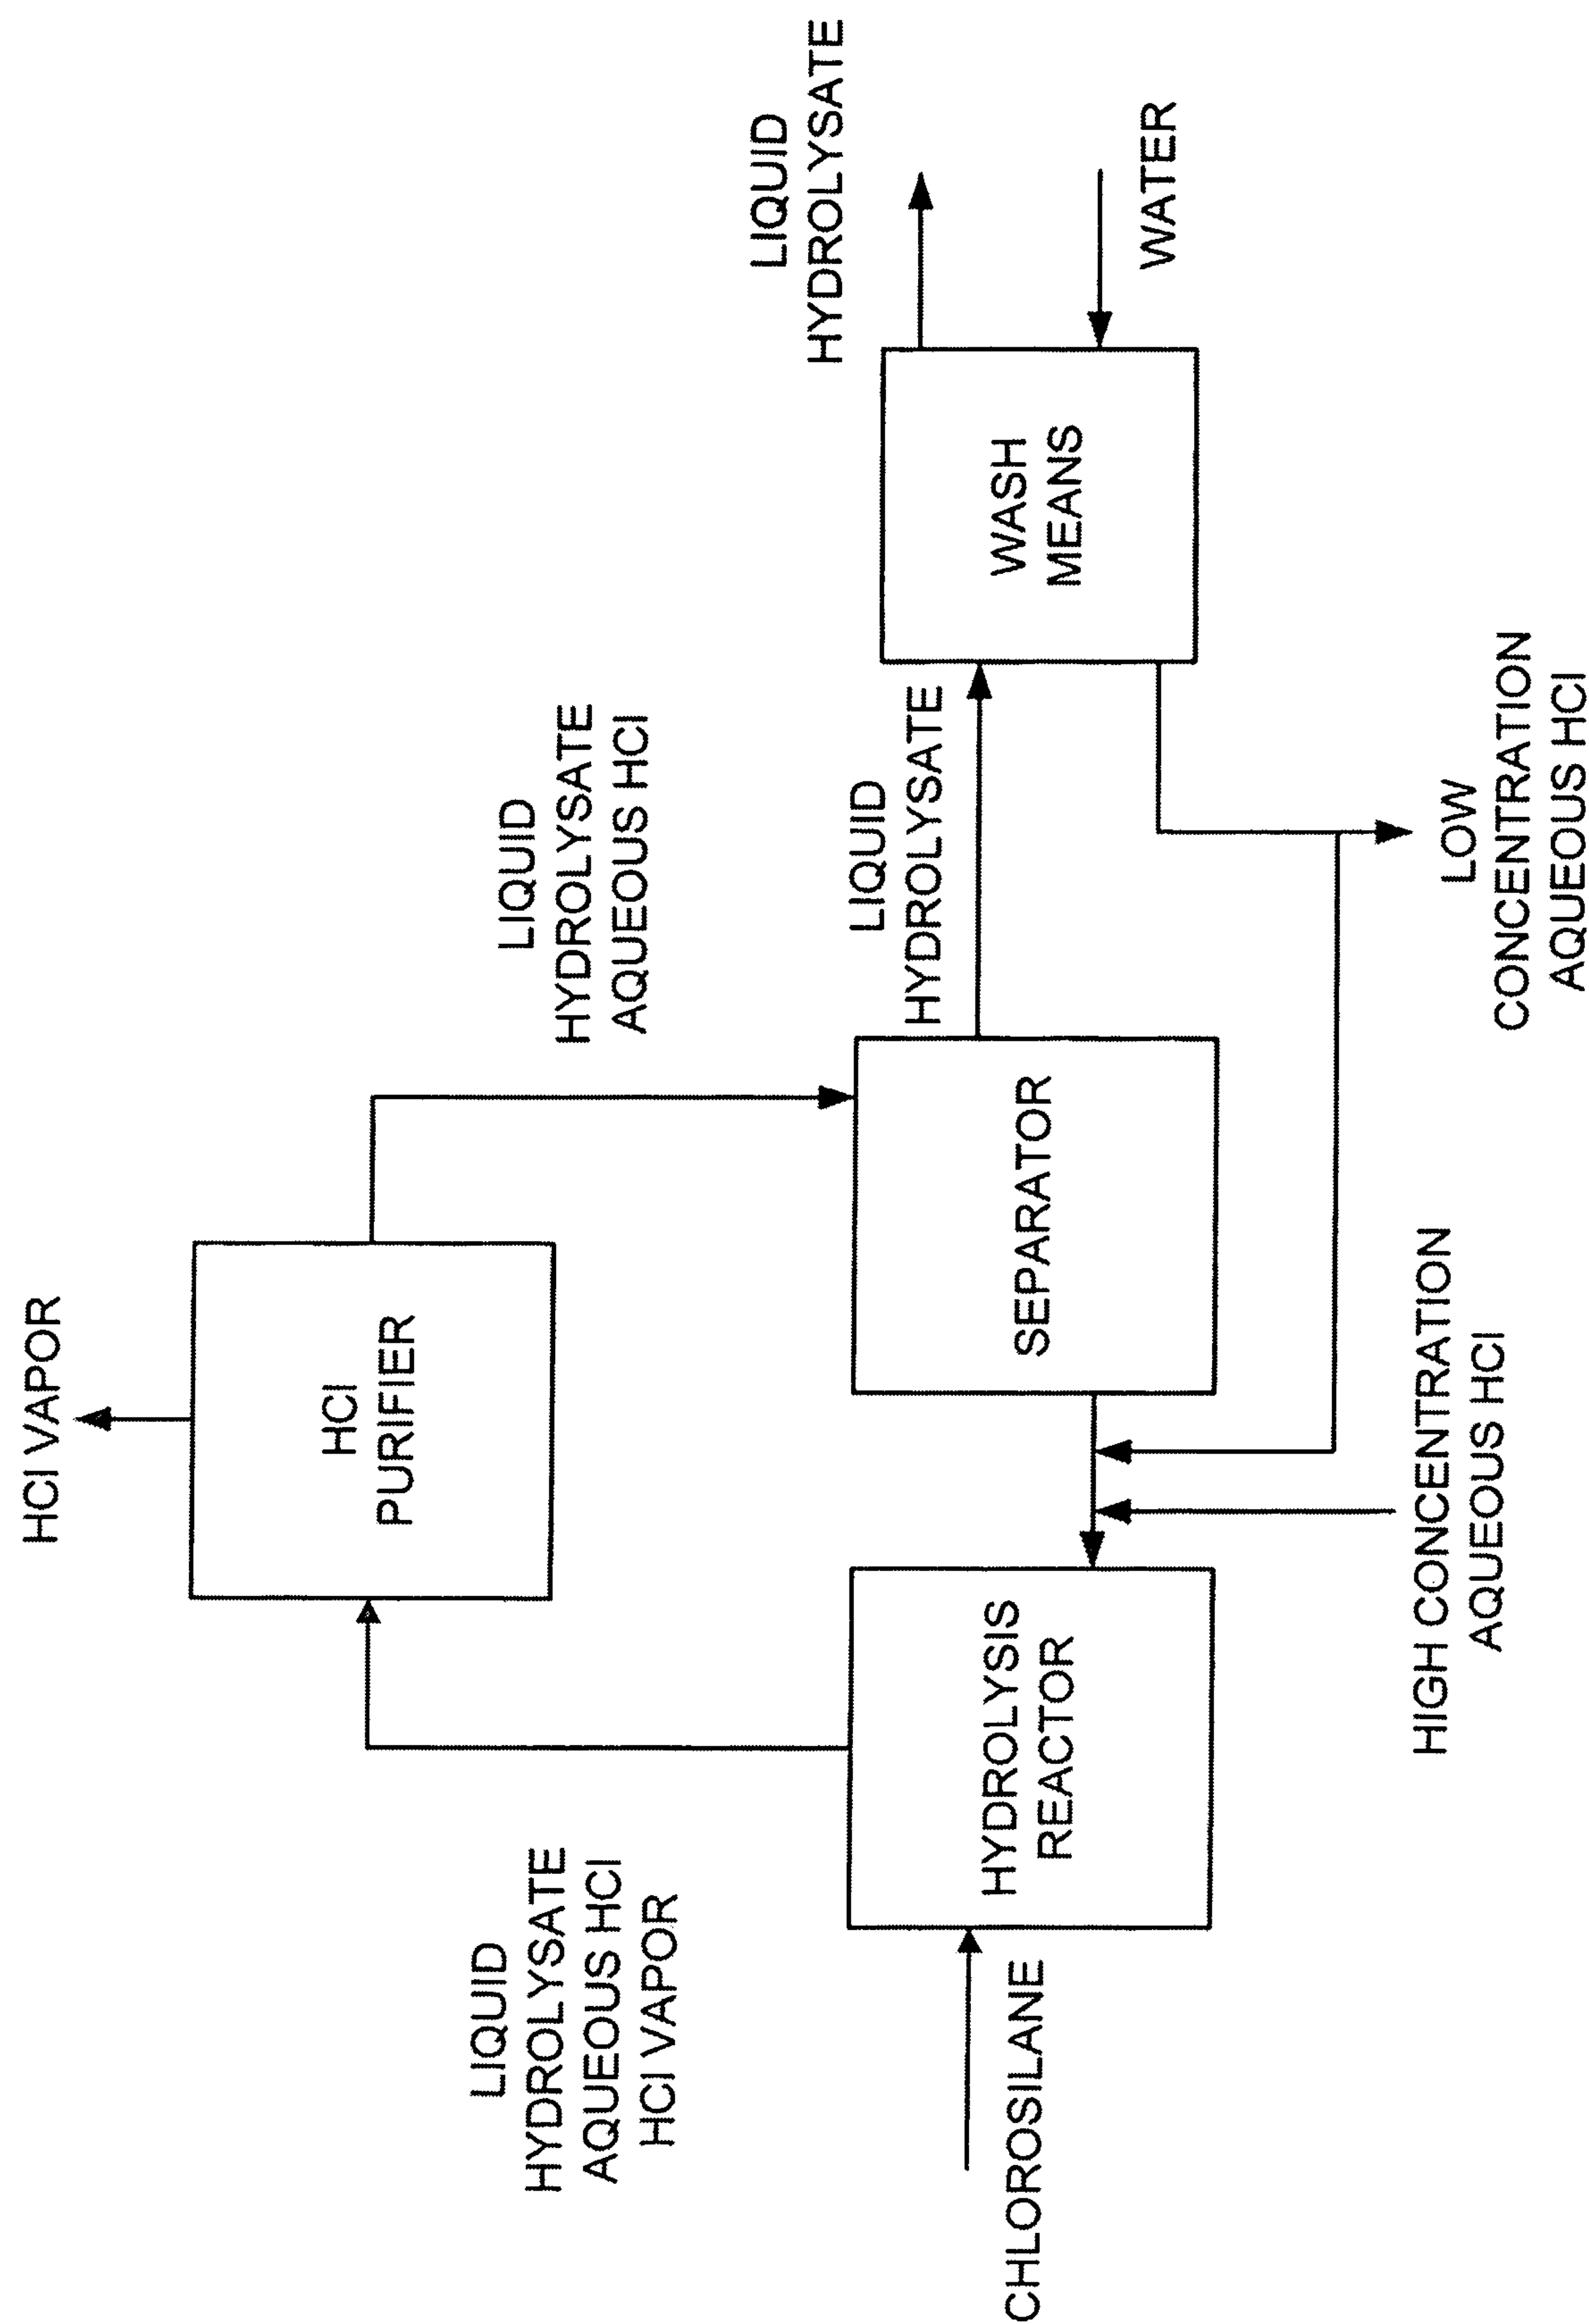 HCl VAPOR
HCl
PURIFIER
LIQUID
HYDROLYSATE
AQUEOUS HCl
HCl VAPOR
LIQUID
HYDROLYSATE
AQUEOUS HCl
CHLOROSILANE
HYDROLYSIS
REACTOR
SEPARATOR
LIQUID
HYDROLYSATE
WASH
MEANS
LIQUID
HYDROLYSATE
WATER
HIGH CONCENTRATION
AQUEOUS HCl
LOW
CONCENTRATION
AQUEOUS HCl